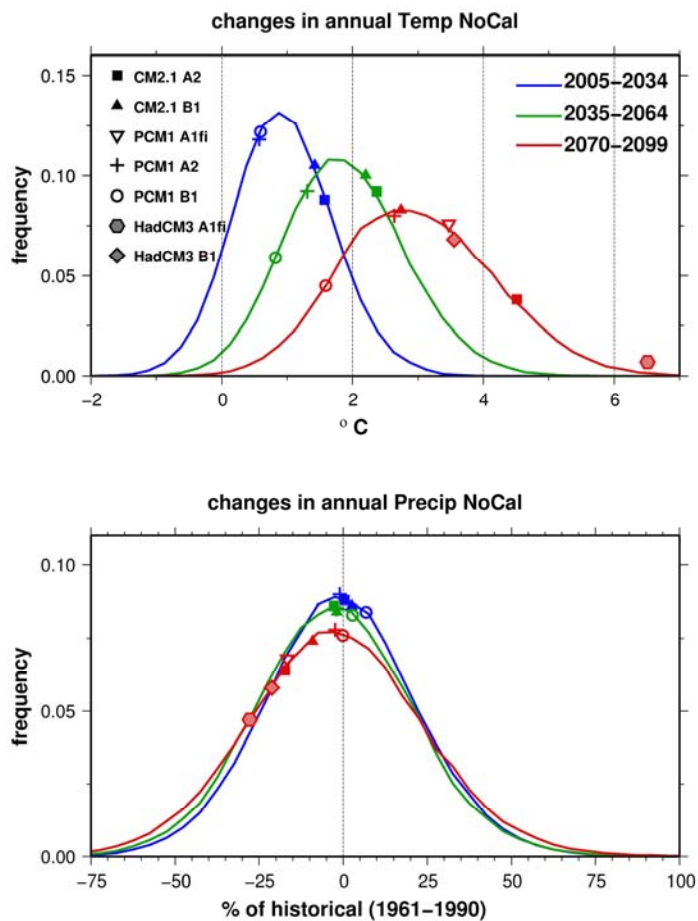 changes in annual Temp NoCal
0.15
0.10
0.05
0.00
frequency
CM2.1 A2
CM2.1 B1
PCM1 A1fi
PCM1 A2
PCM1 B1
HadCM3 A1fi
HadCM3 B1
2005−2034
2035−2064
2070−2099
−2 0 2 4 6
° C
changes in annual Precip NoCal
0.10
0.05
0.00
frequency
−75 −50 −25 0 25 50 75 100
% of historical (1961−1990)